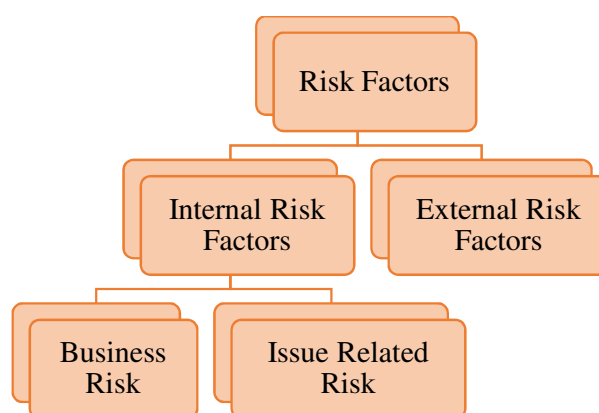 Risk Factors
Internal Risk
Factors
External Risk
Factors
Business
Risk
Issue Related
Risk